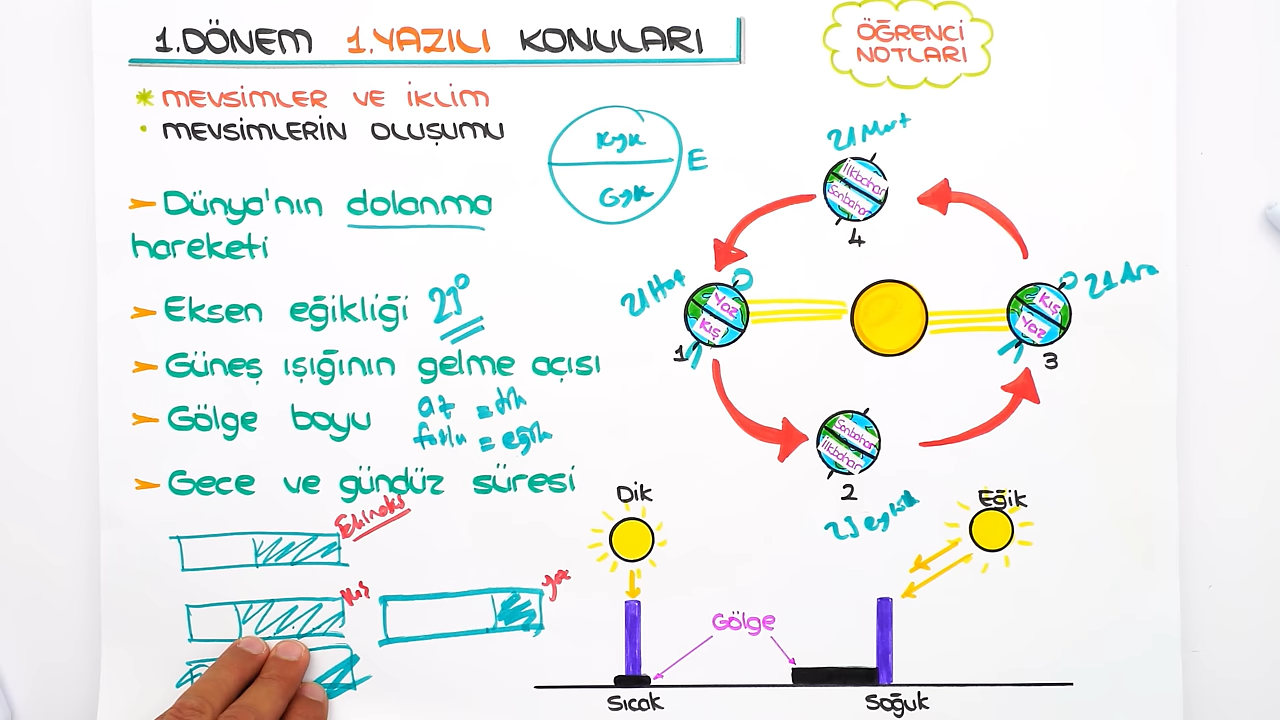 1.DÖNEM 1.YAZILI KONULARI
ÖĞRENCİ
NOTLARI
MEVSİMLER VE İKLİM
MEVSİMLERİN OLUŞUMU
KYK
GYK
E
Dünya'nın dolanma
hareketi
Eksen eğikliği 23°
Güneş ışığının gelme açısı
Gölge boyu
az = dik
fazla = eğik
Gece ve gündüz süresi
Ekinoks
Kış
yaz
21 Mart
İlkbahar
Sonbahar
4
21 Haz
Yaz
Kış
1
21 Ara
Kış
Yaz
3
Sonbahar
İlkbahar
2
23 eylül
Dik
Eğik
Gölge
Sıcak
Soğuk